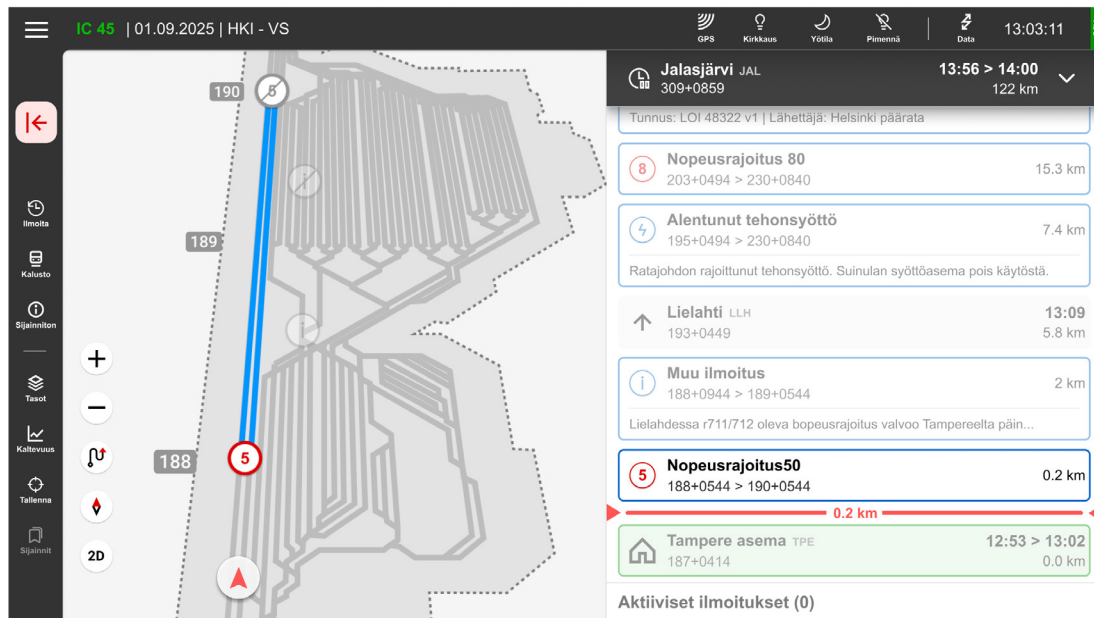 IC 45 | 01.09.2025 | HKI - VS
GPS
Kirkkaus
Yötila
Pimennä
Data
13:03:11
Ilmoita
Kalusto
Sijainniton
Tasot
Kaltevuus
Tallenna
Sijainnit
190
5
189
188
5
2D
Jalasjärvi JAL
13:56 > 14:00
309+0859
122 km
Tunnus: LOI 48322 v1 | Lähettäjä: Helsinki päärata
8
Nopeusrajoitus 80
203+0494 > 230+0840
15.3 km
Alentunut tehonsyöttö
195+0494 > 230+0840
7.4 km
Ratajohdon rajoittunut tehonsyöttö. Suinulan syöttöasema pois käytöstä.
Lielahti LLH
13:09
193+0449
5.8 km
Muu ilmoitus
188+0944 > 189+0544
2 km
Lielahdessa r711/712 oleva bopeusrajoitus valvoo Tampereelta päin...
5
Nopeusrajoitus50
188+0544 > 190+0544
0.2 km
0.2 km
Tampere asema TPE
12:53 > 13:02
187+0414
0.0 km
Aktiiviset ilmoitukset (0)